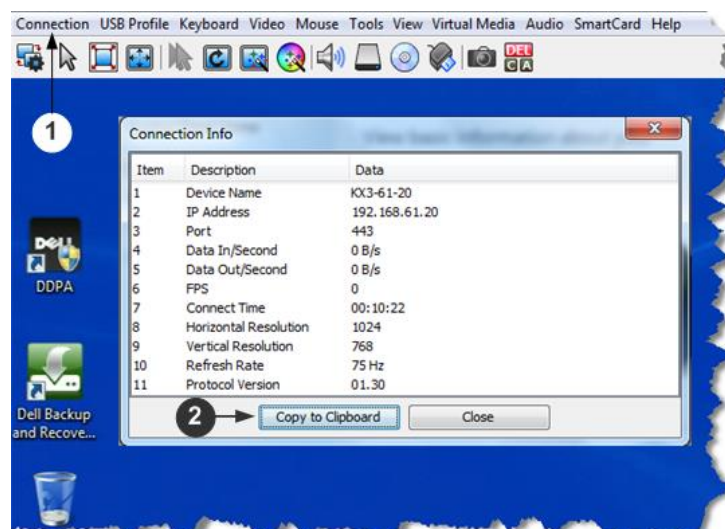 Connection USB Profile Keyboard Video Mouse Tools View Virtual Media Audio SmartCard Help
DEL
C A
1
Connection Info
Item Description Data
1 Device Name KX3-61-20
2 IP Address 192.168.61.20
3 Port 443
4 Data In/Second 0 B/s
5 Data Out/Second 0 B/s
6 FPS 0
7 Connect Time 00:10:22
8 Horizontal Resolution 1024
9 Vertical Resolution 768
10 Refresh Rate 75 Hz
11 Protocol Version 01.30
2 Copy to Clipboard Close
DELL
DDPA
Dell Backup
and Recove...